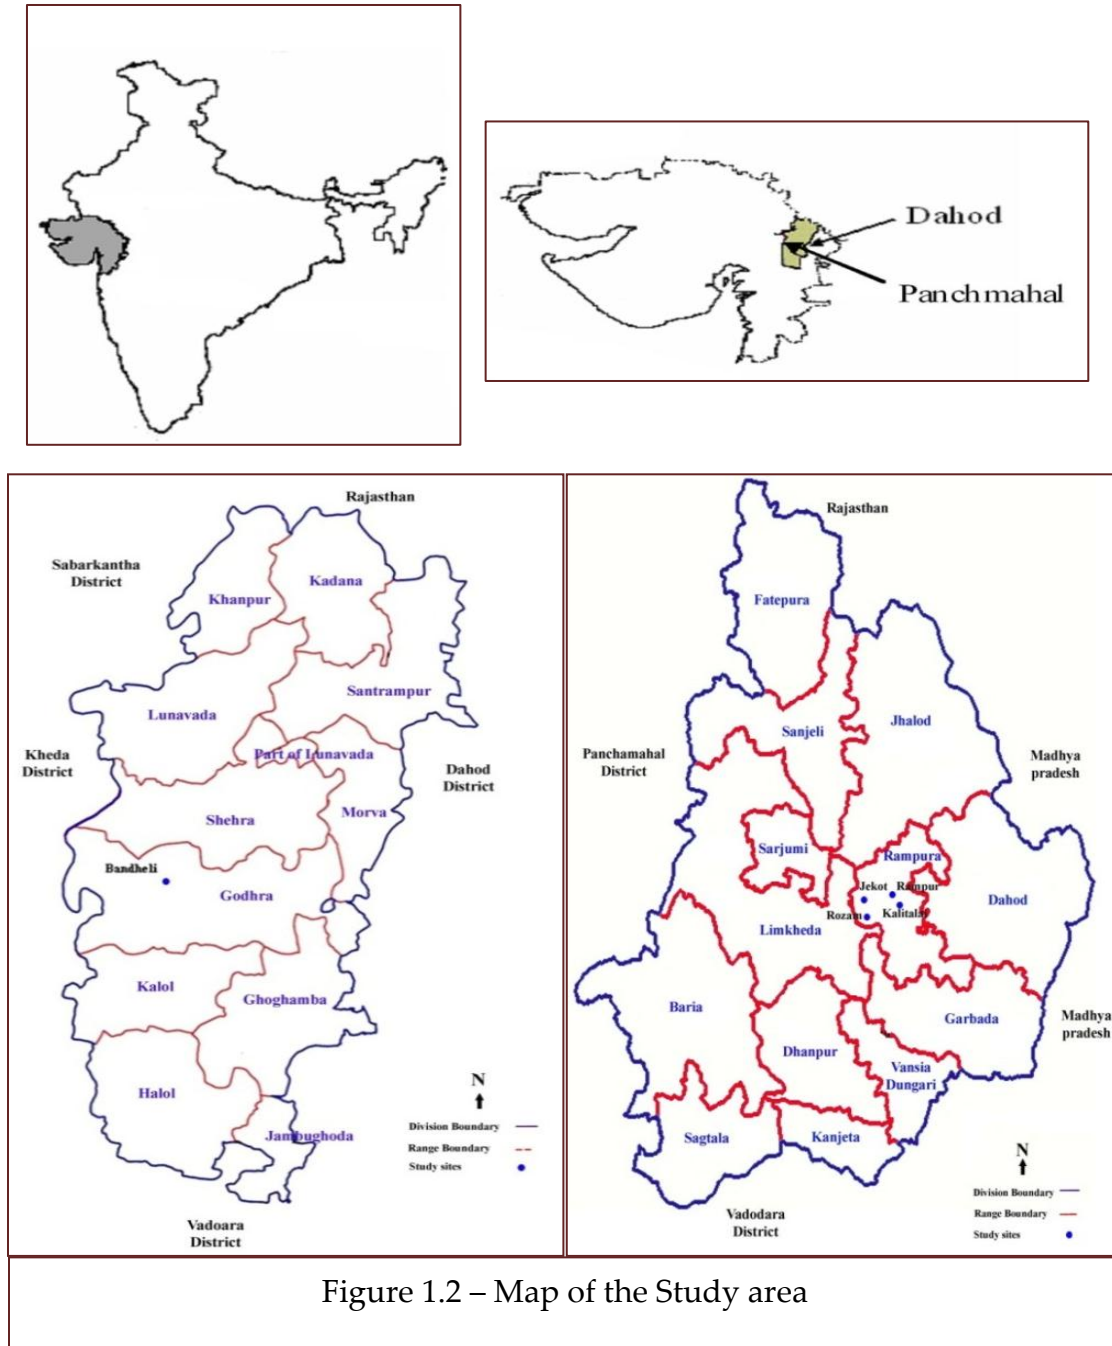 Dahod
Panchmahal
Rajasthan
Sabarkantha
District
Kadana
Khanpur
Santrampur
Lunavada
Part of Lunavada
Kheda
District
Dahod
District
Morva
Shehra
Bandheli
Godhra
Kalol
Ghoghamba
Halol
N
Division Boundary
Jambughoda
Range Boundary
Study sites
Vadoara
District
Rajasthan
Fatepura
Jhalod
Sanjeli
Panchamahal
District
Madhya
pradesh
Sarjumi
Rampura
Jekot
Rampur
Dahod
Rozam
Kalitalav
Limkheda
Baria
Garbada
Madhya
pradesh
Dhanpur
Vansia
Dungari
Sagtala
Kanjeta
N
Division Boundary
Vadodara
District
Range Boundary
Study sites
Figure 1.2 – Map of the Study area